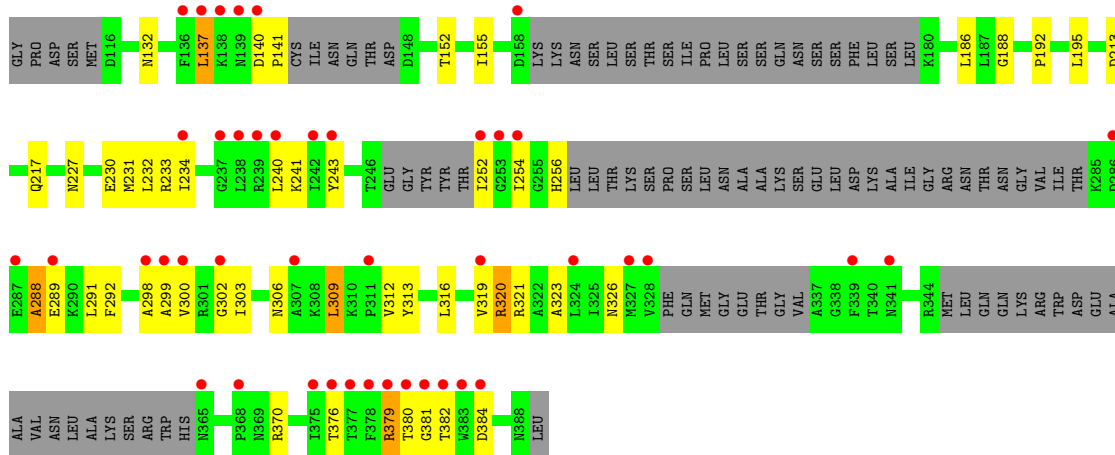 GLY PRO ASP SER MET D116 N132 F136 L137 K138 N139 D140 P141 CYS ILE ASN GLN THR ASP D148 T152 I155 D158 LYS LYS ASN SER LEU SER THR SER ILE PRO LEU SER SER GLN ASN SER SER PHE LEU SER LEU K180 L186 L187 G188 P192 L195
Q217 N227 E230 M231 L232 R233 I234 G237 L238 R239 L240 K241 I242 Y243 T246 GLU GLY TYR TYR THR I252 G253 I254 G255 H256 LEU LEU THR LYS SER PRO SER LEU ASN ALA ALA LYS SER GLU LEU ASP LYS ALA ILE GLY ARG ASN THR ASN GLY VAL ILE THR K285
E287 A288 E289 K290 L291 F292 A298 A299 V300 R301 G302 I303 N306 A307 K308 L309 K310 P311 V312 Y313 L316 V319 R320 R321 A322 A323 L324 I325 N326 M327 V328 PHE GLN MET GLY GLU THR GLY VAL A337 G338 F339 T340 N341 R344 MET LEU GLN GLN LYS ARG TRP ASP GLU ALA
ALA VAL ASN LEU ALA LYS SER ARG TRP HIS N365 P368 N369 R370 I375 T376 T377 F378 R379 T380 G381 T382 W383 D384 N388 LEU